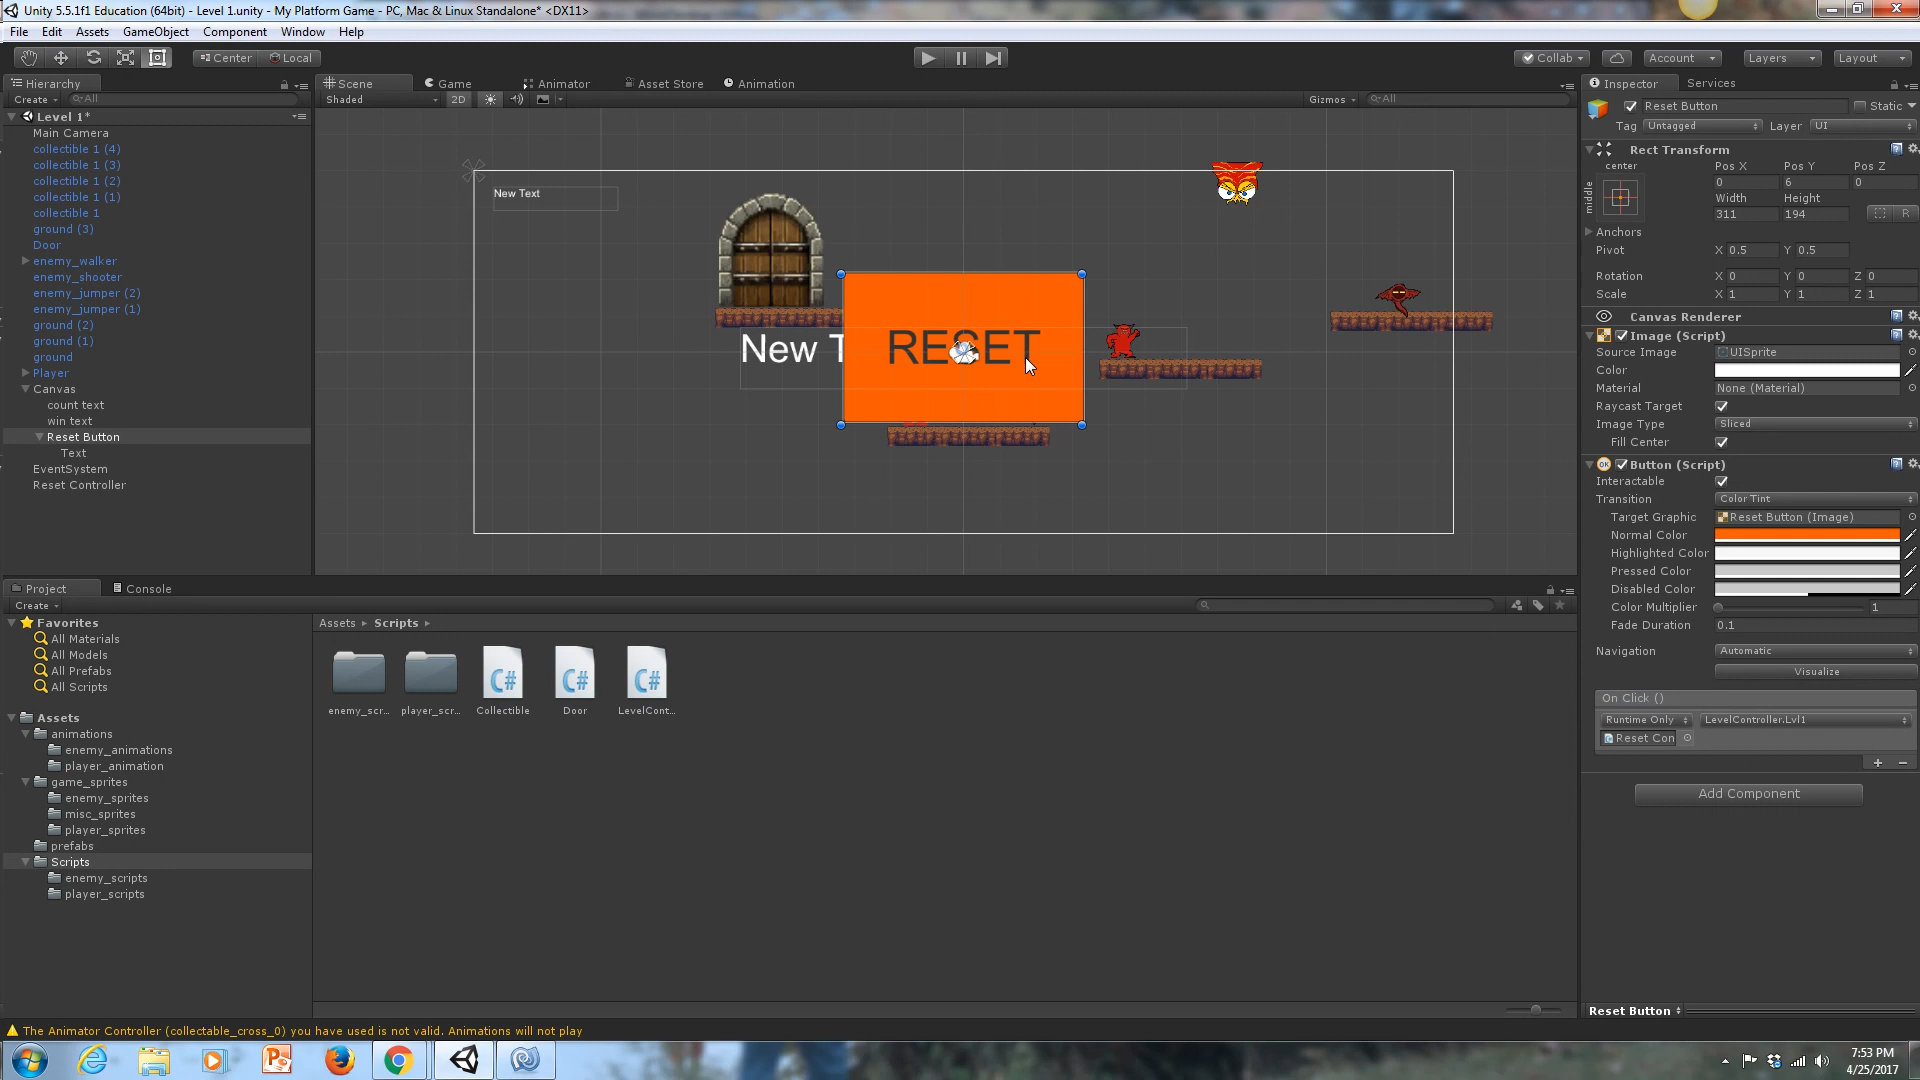 Unity 5.5.1f1 Education (64bit) - Level 1.unity - My Platform Game - PC, Mac & Linux Standalone* <DX11>
File Edit Assets GameObject Component Window Help
Center Local
Collab Account Layers Layout
Hierarchy
Create All
Level 1*
Main Camera
collectible 1 (4)
collectible 1 (3)
collectible 1 (2)
collectible 1 (1)
collectible 1
ground (3)
Door
enemy_walker
enemy_shooter
enemy_jumper (2)
enemy_jumper (1)
ground (2)
ground (1)
ground
Player
Canvas
count text
win text
Reset Button
Text
EventSystem
Reset Controller
Scene Game Animator Asset Store Animation
Shaded 2D Gizmos All
New Text
New T
RESET
Inspector Services
Reset Button Static
Tag Untagged Layer UI
Rect Transform
center Pos X Pos Y Pos Z
middle 0 6 0
Width Height
311 194 R
Anchors
Pivot X 0.5 Y 0.5
Rotation X 0 Y 0 Z 0
Scale X 1 Y 1 Z 1
Canvas Renderer
Image (Script)
Source Image UISprite
Color
Material None (Material)
Raycast Target
Image Type Sliced
Fill Center
OK Button (Script)
Interactable
Transition Color Tint
Target Graphic Reset Button (Image)
Normal Color
Highlighted Color
Pressed Color
Disabled Color
Color Multiplier 1
Fade Duration 0.1
Navigation Automatic
Visualize
On Click ()
Runtime Only LevelController.Lvl1
Reset Con
+ −
Add Component
Reset Button
Project Console
Create
Favorites
All Materials
All Models
All Prefabs
All Scripts
Assets
animations
enemy_animations
player_animation
game_sprites
enemy_sprites
misc_sprites
player_sprites
prefabs
Scripts
enemy_scripts
player_scripts
Assets Scripts
C# C# C#
enemy_scr... player_scr... Collectible Door LevelCont...
The Animator Controller (collectable_cross_0) you have used is not valid. Animations will not play
7:53 PM
4/25/2017